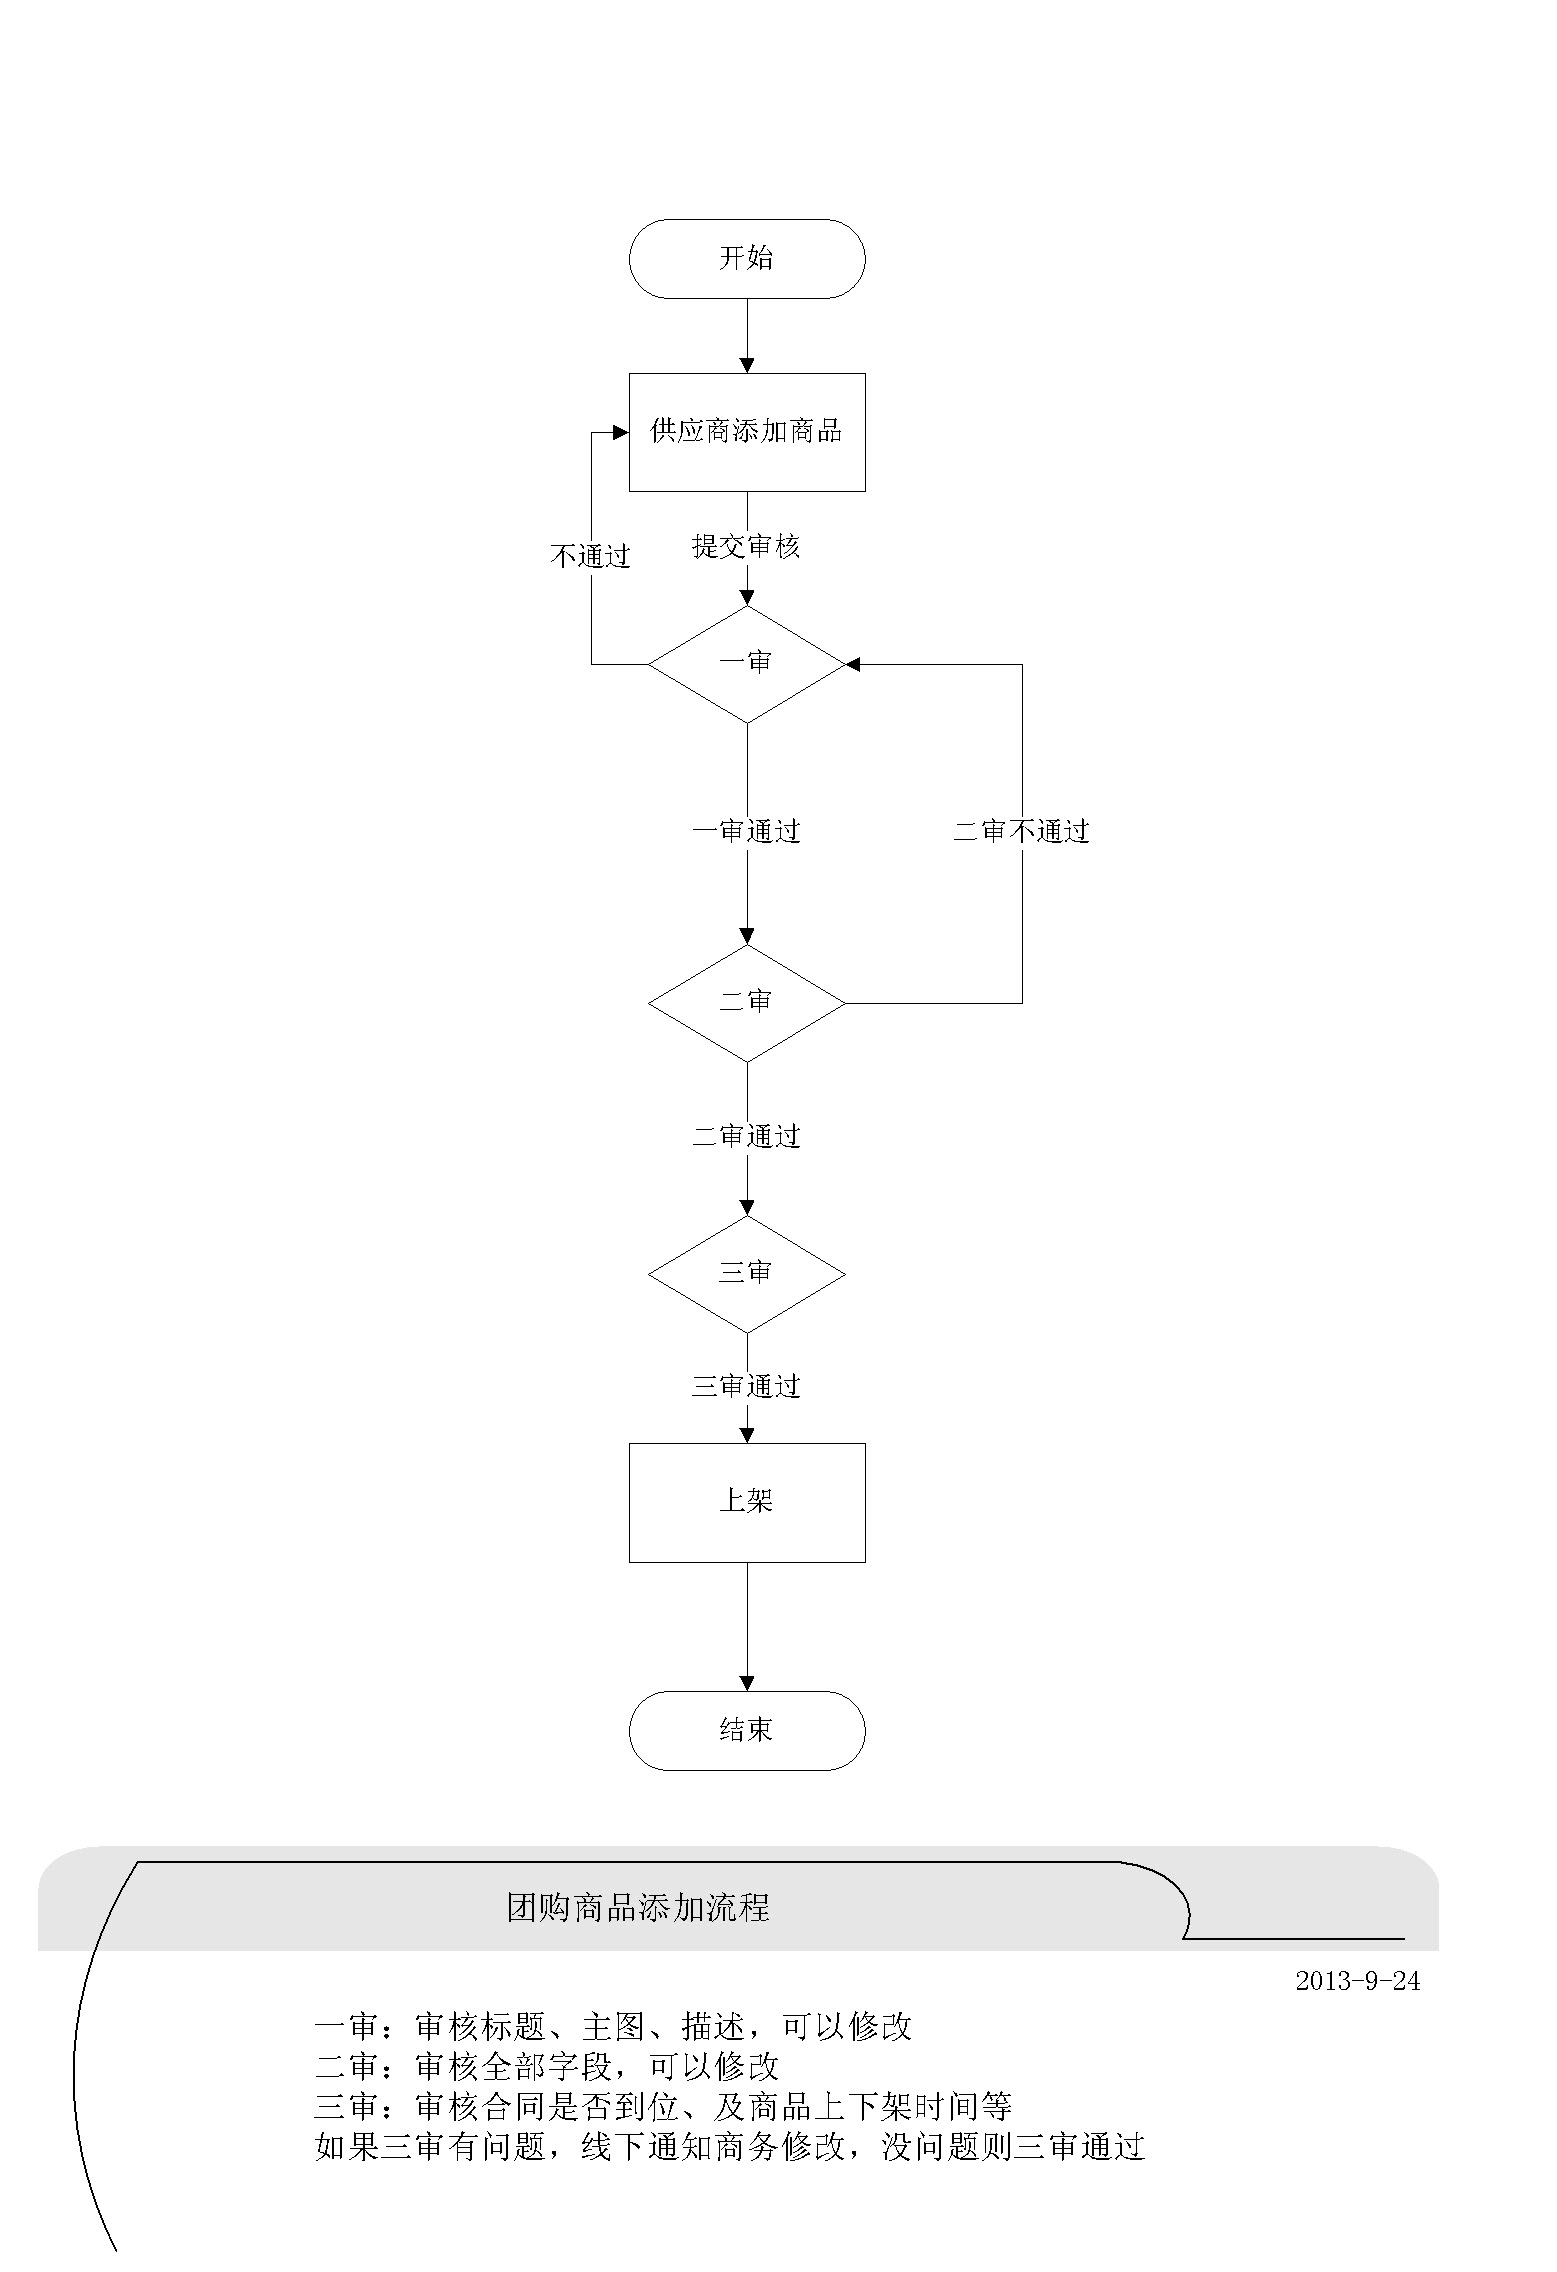 开始
供应商添加商品
提交审核
不通过
一审
一审通过
二审不通过
二审
二审通过
三审
三审通过
上架
结束
团购商品添加流程
2013-9-24
一审：审核标题、主图、描述，可以修改
二审：审核全部字段，可以修改
三审：审核合同是否到位、及商品上下架时间等
如果三审有问题，线下通知商务修改，没问题则三审通过